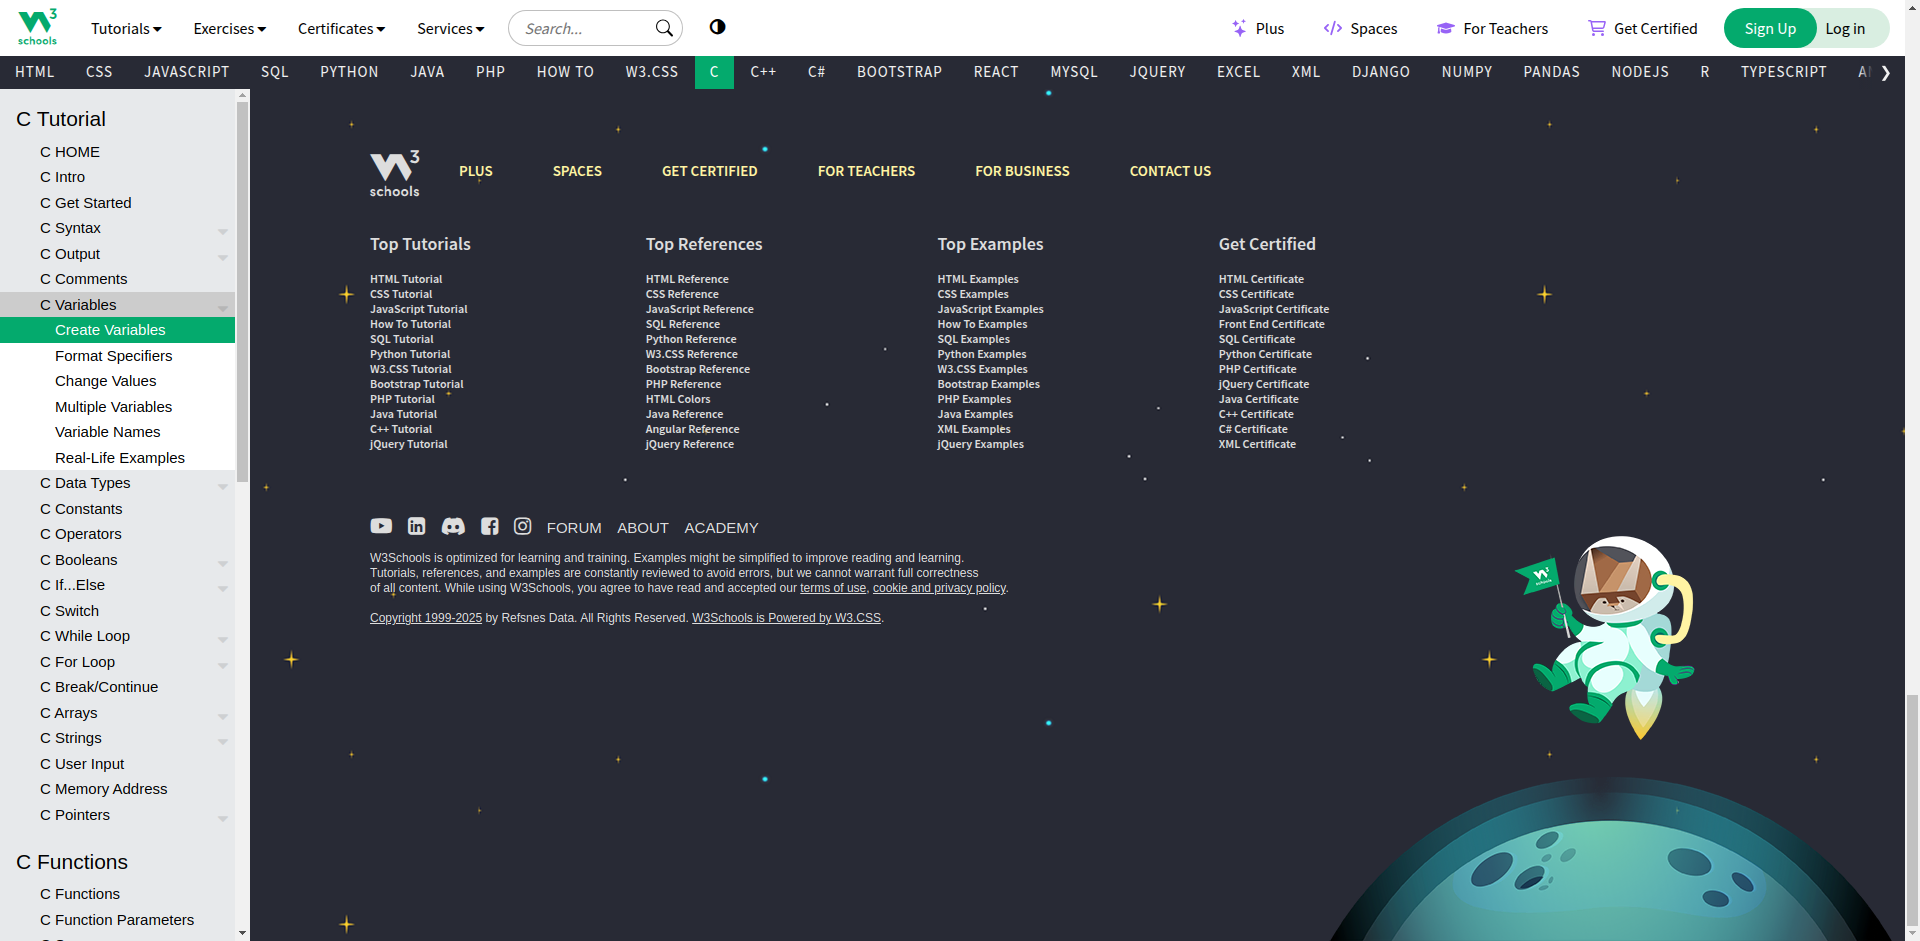 3
schools
Tutorials Exercises Certificates Services Search... Plus Spaces For Teachers Get Certified Sign Up Log in
HTML CSS JAVASCRIPT SQL PYTHON JAVA PHP HOW TO W3.CSS C C++ C# BOOTSTRAP REACT MYSQL JQUERY EXCEL XML DJANGO NUMPY PANDAS NODEJS R TYPESCRIPT
C Tutorial
C HOME
C Intro
C Get Started
C Syntax
C Output
C Comments
C Variables
Create Variables
Format Specifiers
Change Values
Multiple Variables
Variable Names
Real-Life Examples
C Data Types
C Constants
C Operators
C Booleans
C If...Else
C Switch
C While Loop
C For Loop
C Break/Continue
C Arrays
C Strings
C User Input
C Memory Address
C Pointers
C Functions
C Functions
C Function Parameters
W3
schools
PLUS SPACES GET CERTIFIED FOR TEACHERS FOR BUSINESS CONTACT US
Top Tutorials
HTML Tutorial
CSS Tutorial
JavaScript Tutorial
How To Tutorial
SQL Tutorial
Python Tutorial
W3.CSS Tutorial
Bootstrap Tutorial
PHP Tutorial
Java Tutorial
C++ Tutorial
jQuery Tutorial
Top References
HTML Reference
CSS Reference
JavaScript Reference
SQL Reference
Python Reference
W3.CSS Reference
Bootstrap Reference
PHP Reference
HTML Colors
Java Reference
Angular Reference
jQuery Reference
Top Examples
HTML Examples
CSS Examples
JavaScript Examples
How To Examples
SQL Examples
Python Examples
W3.CSS Examples
Bootstrap Examples
PHP Examples
Java Examples
XML Examples
jQuery Examples
Get Certified
HTML Certificate
CSS Certificate
JavaScript Certificate
Front End Certificate
SQL Certificate
Python Certificate
PHP Certificate
jQuery Certificate
Java Certificate
C++ Certificate
C# Certificate
XML Certificate
FORUM ABOUT ACADEMY
W3Schools is optimized for learning and training. Examples might be simplified to improve reading and learning.
Tutorials, references, and examples are constantly reviewed to avoid errors, but we cannot warrant full correctness
of all content. While using W3Schools, you agree to have read and accepted our terms of use, cookie and privacy policy.
Copyright 1999-2025 by Refsnes Data. All Rights Reserved. W3Schools is Powered by W3.CSS.